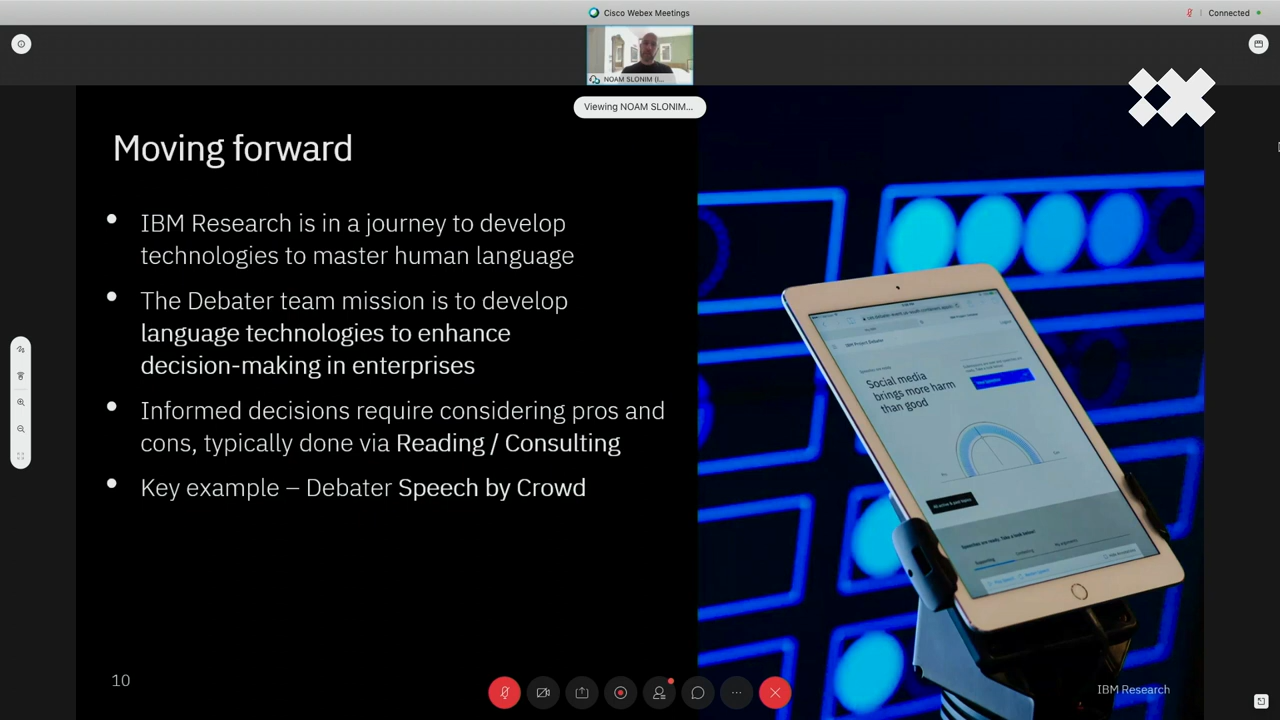 Cisco Webex Meetings
Connected
NOAM SLONIM (I...
Viewing NOAM SLONIM...
Moving forward
IBM Research is in a journey to develop
technologies to master human language
The Debater team mission is to develop
language technologies to enhance
decision-making in enterprises
Informed decisions require considering pros and
cons, typically done via Reading / Consulting
Key example – Debater Speech by Crowd
IBM Project Debater
Social media
brings more harm
than good
10
IBM Research